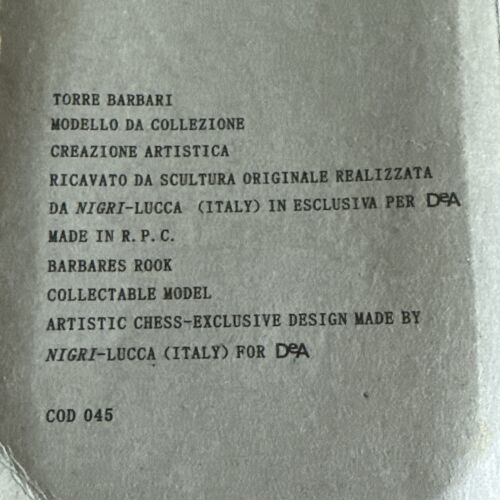 TORRE BARBARI
MODELLO DA COLLEZIONE
CREAZIONE ARTISTICA
RICAVATO DA SCULTURA ORIGINALE REALIZZATA
DA NIGRI-LUCCA (ITALY) IN ESCLUSIVA PER DeA
MADE IN R.P.C.
BARBARES ROOK
COLLECTABLE MODEL
ARTISTIC CHESS-EXCLUSIVE DESIGN MADE BY
NIGRI-LUCCA (ITALY) FOR DeA
COD 045